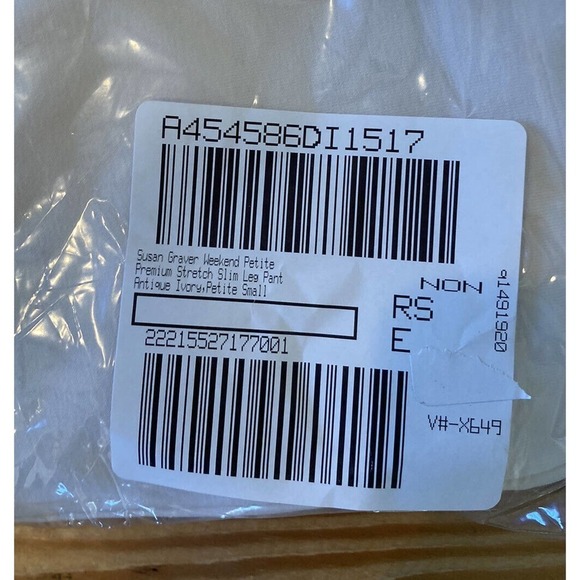 A454586DI1517
Susan Graver Weekend Petite
Premium Stretch Slim Leg Pant
Antique Ivory,Petite Small
NON
RS
E
22215527177001
91491920
V#-X649